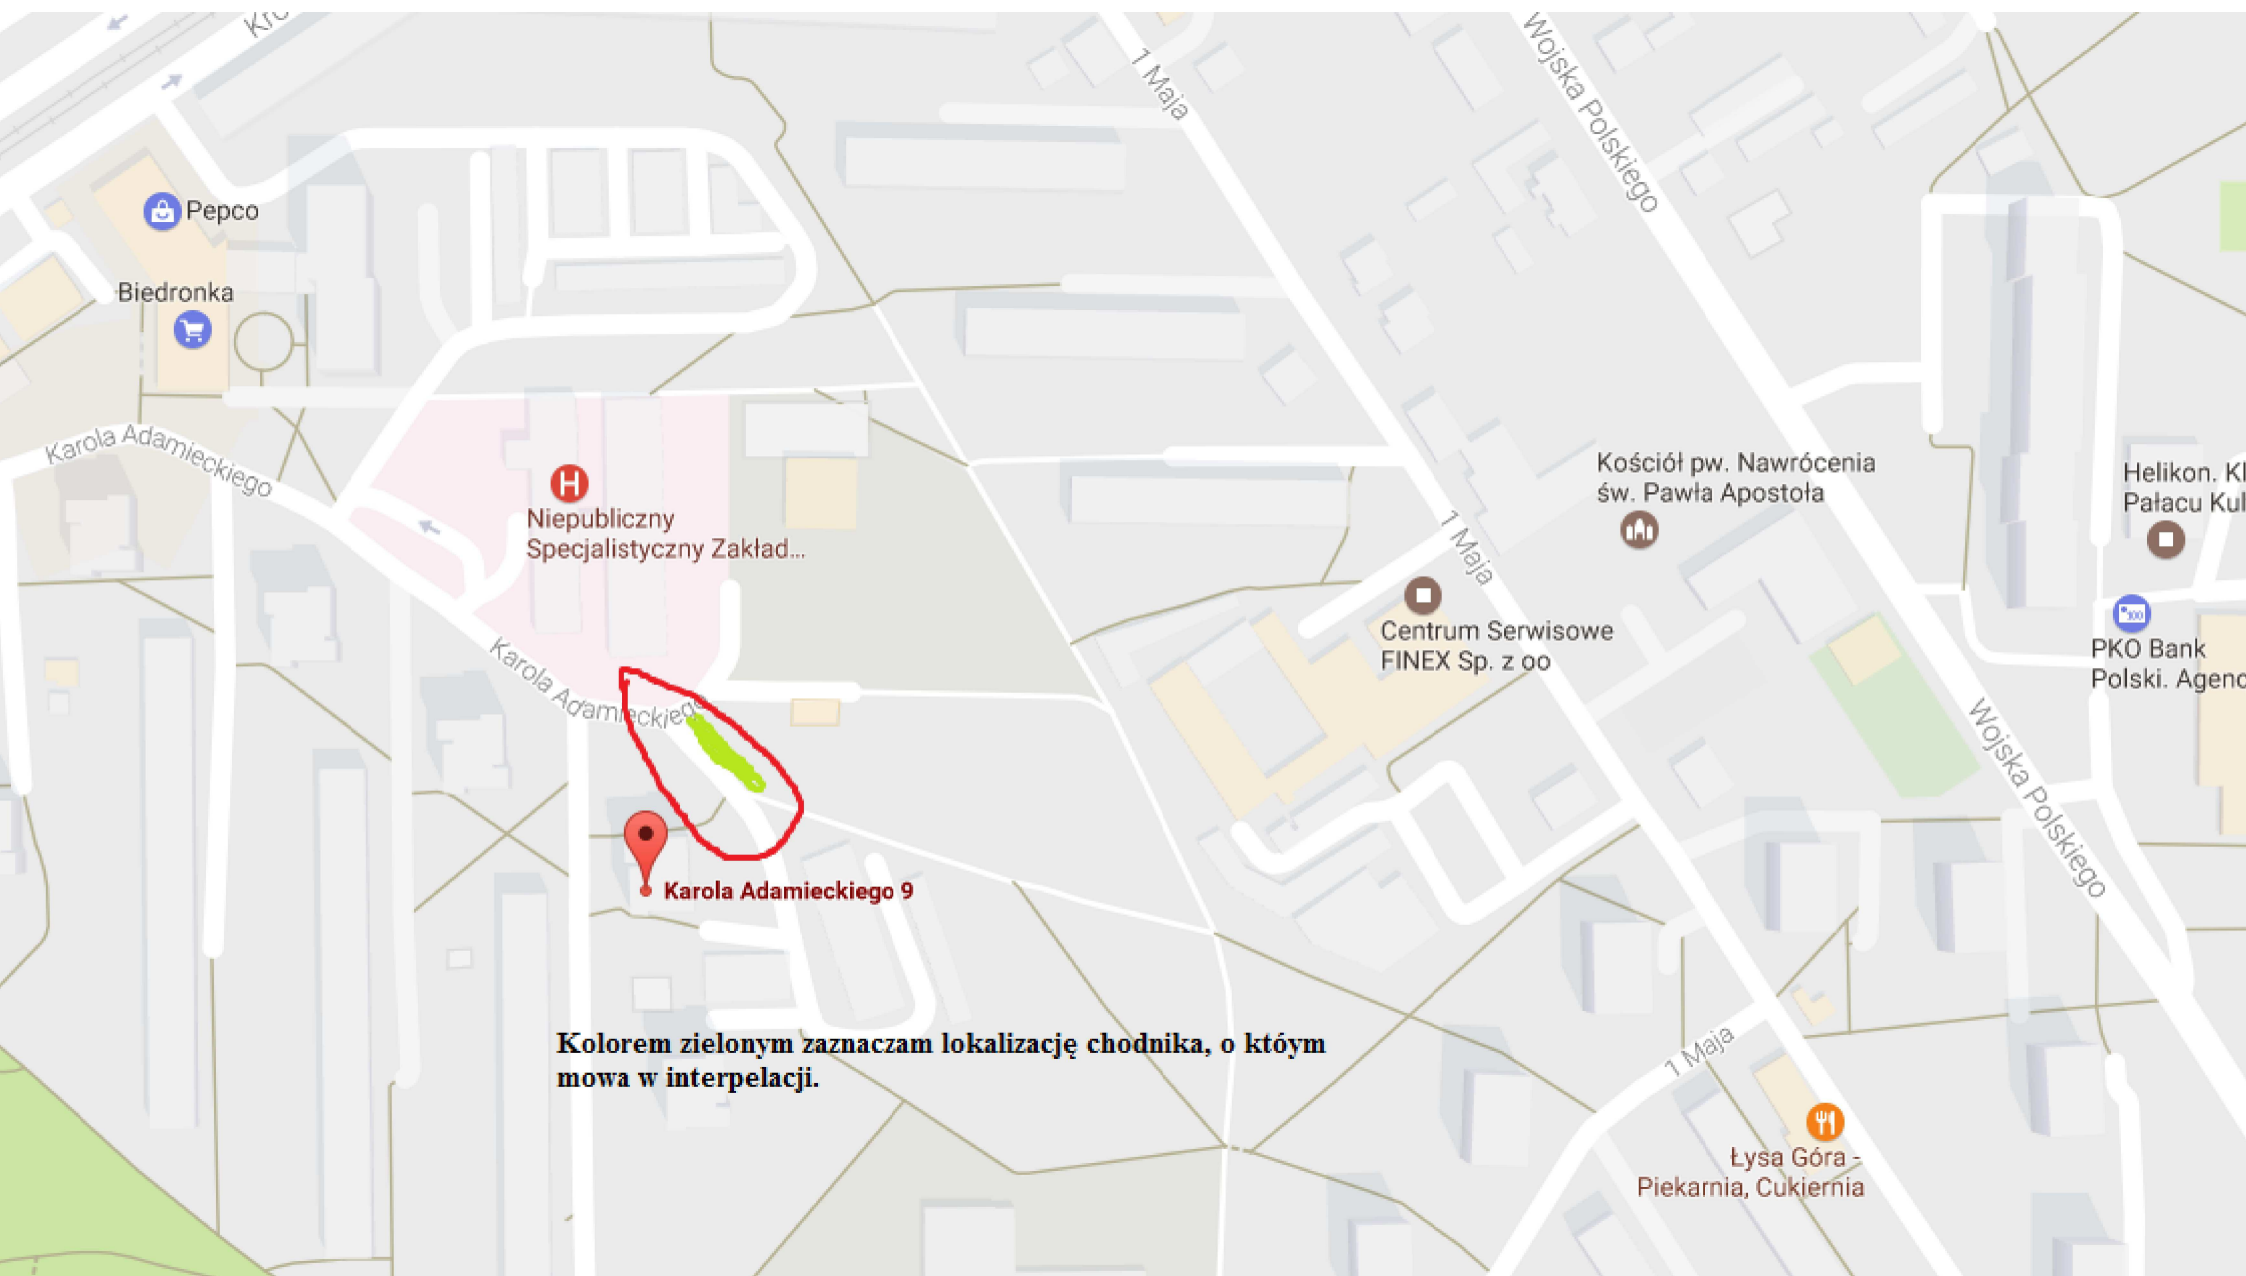 1 Maja
Wojska Polskiego
Pepco
Biedronka
Karola Adamieckiego
Niepubliczny
Specjalistyczny Zakład...
Kościół pw. Nawrócenia
św. Pawła Apostoła
Helikon. Kl
Pałacu Kul
1 Maja
Centrum Serwisowe
FINEX Sp. z oo
100
PKO Bank
Polski. Agenc
Karola Adamieckiego
Wojska Polskiego
Karola Adamieckiego 9
Kolorem zielonym zaznaczam lokalizację chodnika, o któym
mowa w interpelacji.
1 Maja
Łysa Góra -
Piekarnia, Cukiernia